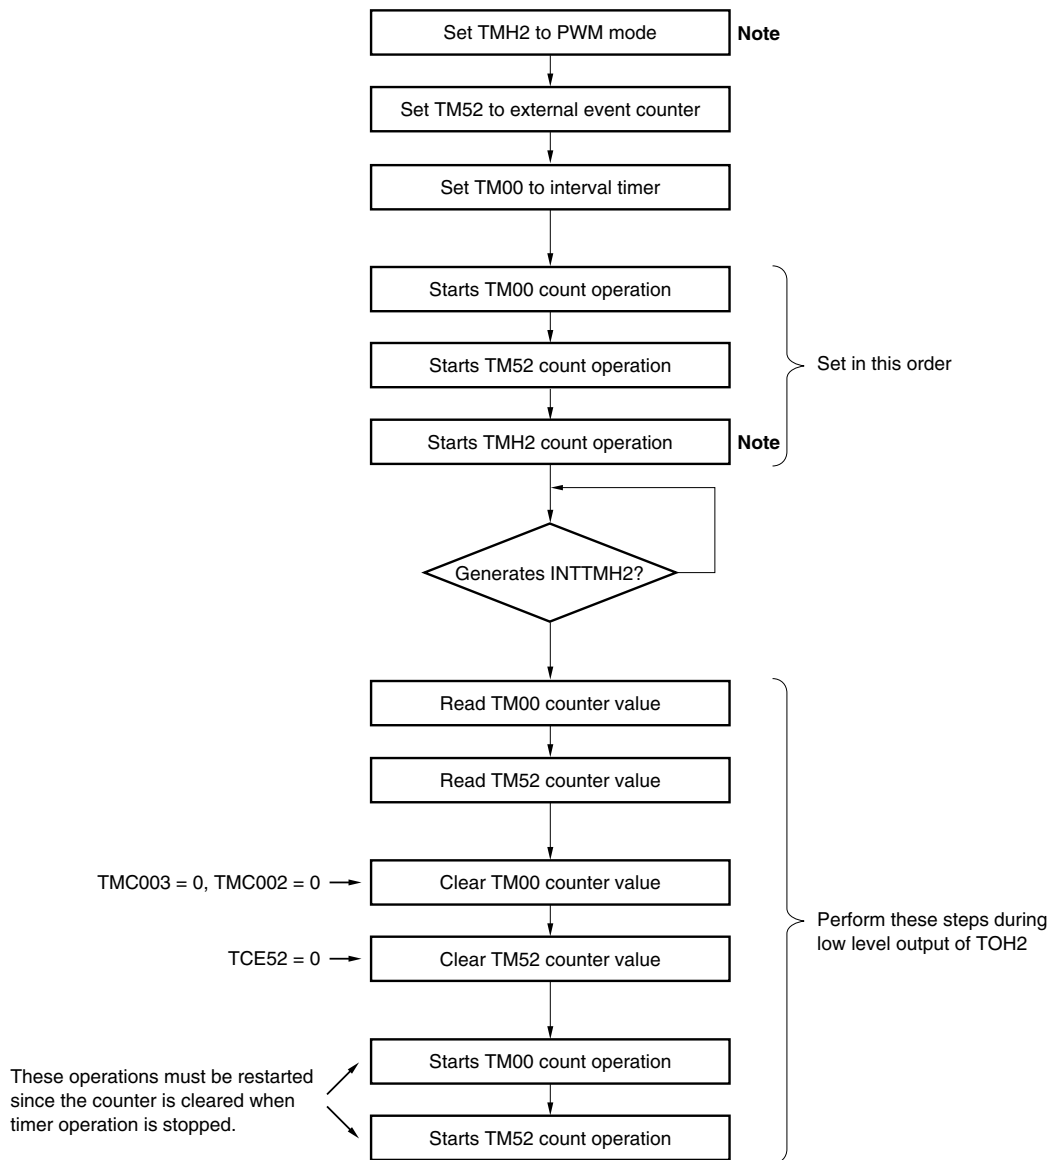 Set TMH2 to PWM mode
Note
Set TM52 to external event counter
Set TM00 to interval timer
Starts TM00 count operation
Starts TM52 count operation
Set in this order
Starts TMH2 count operation
Note
Generates INTTMH2?
Read TM00 counter value
Read TM52 counter value
TMC003 = 0, TMC002 = 0
Clear TM00 counter value
Perform these steps during
low level output of TOH2
TCE52 = 0
Clear TM52 counter value
Starts TM00 count operation
These operations must be restarted
since the counter is cleared when
timer operation is stopped.
Starts TM52 count operation